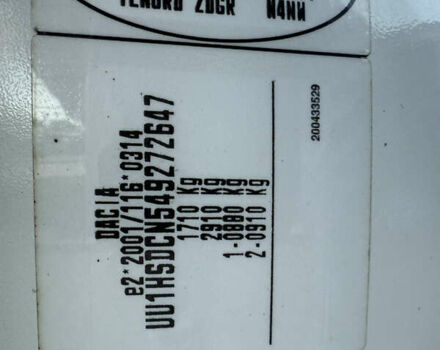 DACIA
e2*2001/116*0314
UU1HSDCN549272647
1710 Kg
2910 Kg
1-0880 Kg
2-0910 Kg
200433529